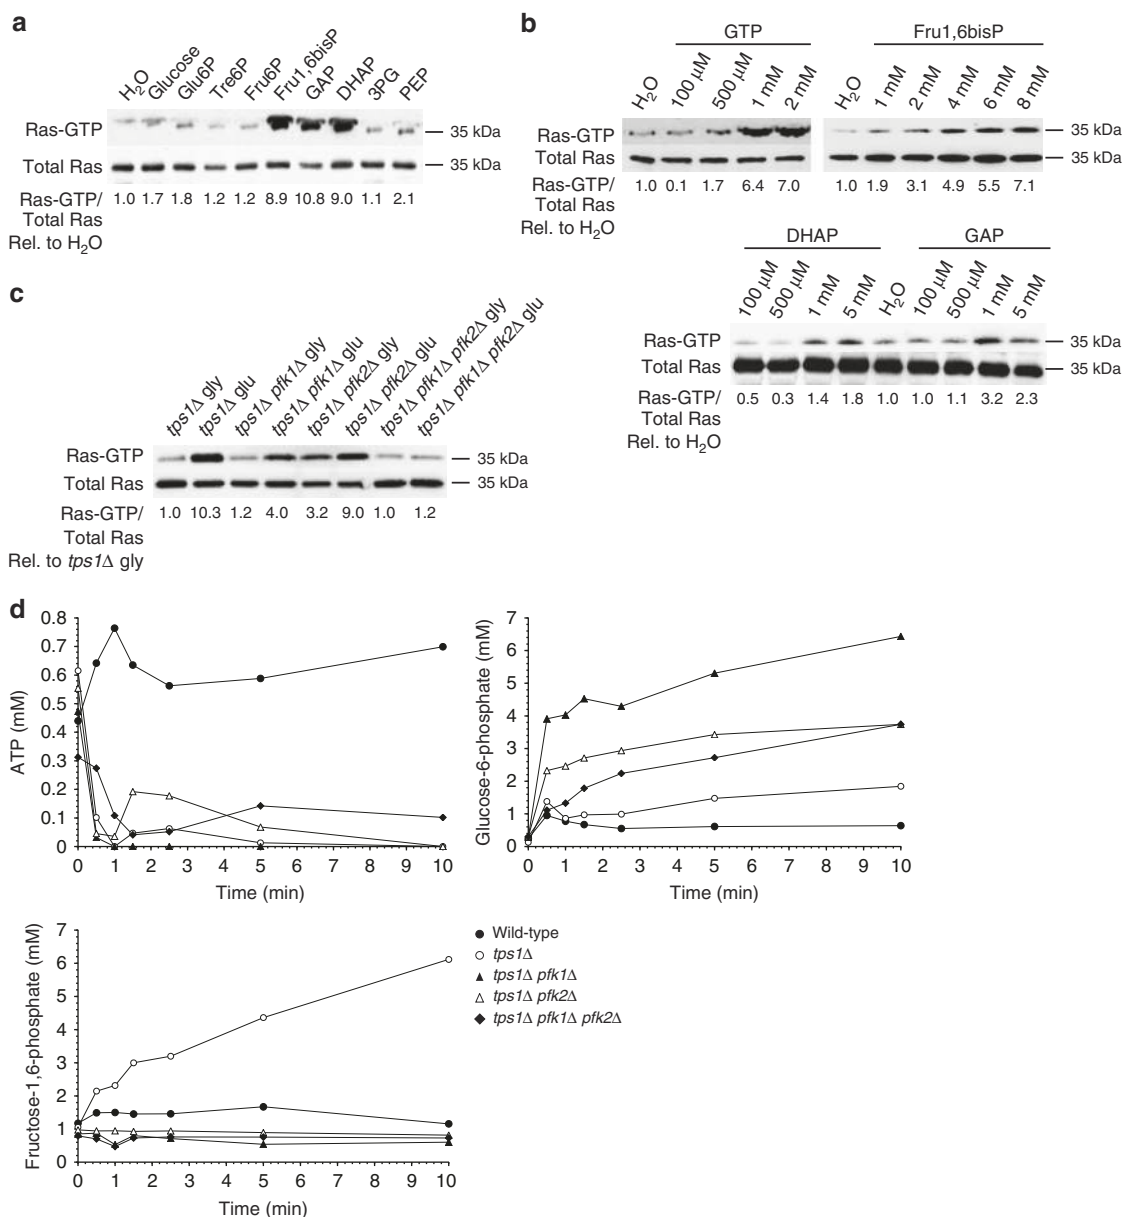 a
H2O Glucose Glu6P Tre6P Fru6P Fru1,6bisP GAP DHAP 3PG PEP
Ras-GTP
35 kDa
Total Ras
35 kDa
Ras-GTP/ 1.0 1.7 1.8 1.2 1.2 8.9 10.8 9.0 1.1 2.1
Total Ras
Rel. to H2O
b
GTP Fru1,6bisP
H2O 100 µM 500 µM 1 mM 2 mM H2O 1 mM 2 mM 4 mM 6 mM 8 mM
Ras-GTP 35 kDa
Total Ras 35 kDa
Ras-GTP/ 1.0 0.1 1.7 6.4 7.0 1.0 1.9 3.1 4.9 5.5 7.1
Total Ras
Rel. to H2O
DHAP GAP
100 µM 500 µM 1 mM 5 mM H2O 100 µM 500 µM 1 mM 5 mM
Ras-GTP 35 kDa
Total Ras 35 kDa
Ras-GTP/ 0.5 0.3 1.4 1.8 1.0 1.0 1.1 3.2 2.3
Total Ras
Rel. to H2O
c
tps1Δ gly tps1Δ glu tps1Δ pfk1Δ gly tps1Δ pfk1Δ glu tps1Δ pfk2Δ gly tps1Δ pfk2Δ glu tps1Δ pfk1Δ pfk2Δ gly tps1Δ pfk1Δ pfk2Δ glu
Ras-GTP 35 kDa
Total Ras 35 kDa
Ras-GTP/ 1.0 10.3 1.2 4.0 3.2 9.0 1.0 1.2
Total Ras
Rel. to tps1Δ gly
d
ATP (mM)
0.8
0.7
0.6
0.5
0.4
0.3
0.2
0.1
0
0 1 2 3 4 5 6 7 8 9 10
Time (min)
Glucose-6-phosphate (mM)
7
6
5
4
3
2
1
0
0 1 2 3 4 5 6 7 8 9 10
Time (min)
Fructose-1,6-phosphate (mM)
7
6
5
4
3
2
1
0
0 1 2 3 4 5 6 7 8 9 10
Time (min)
Wild-type
tps1Δ
tps1Δ pfk1Δ
tps1Δ pfk2Δ
tps1Δ pfk1Δ pfk2Δ